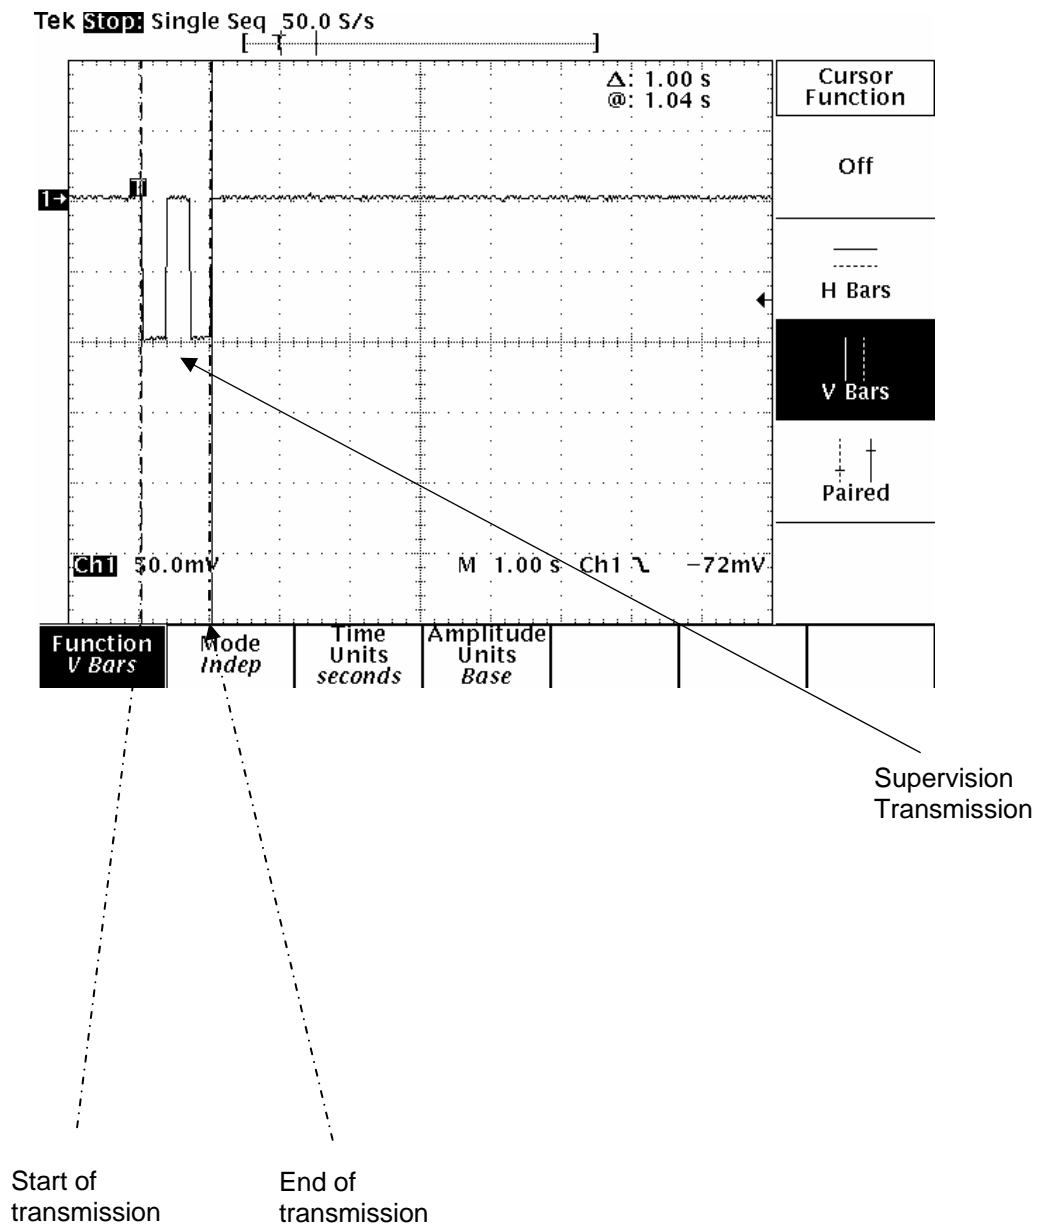 Tek Stop: Single Seq 50.0 S/s
T
Δ: 1.00 s
@: 1.04 s
Cursor
Function
Off
1→
H Bars
V Bars
Paired
Ch1 50.0mV M 1.00 s Ch1 -72mV
Function
V Bars
Mode
Indep
Time
Units
seconds
Amplitude
Units
Base
Supervision
Transmission
Start of
transmission
End of
transmission